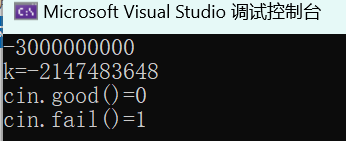 Microsoft Visual Studio 调试控制台
-3000000000
k=-2147483648
cin.good()=0
cin.fail()=1